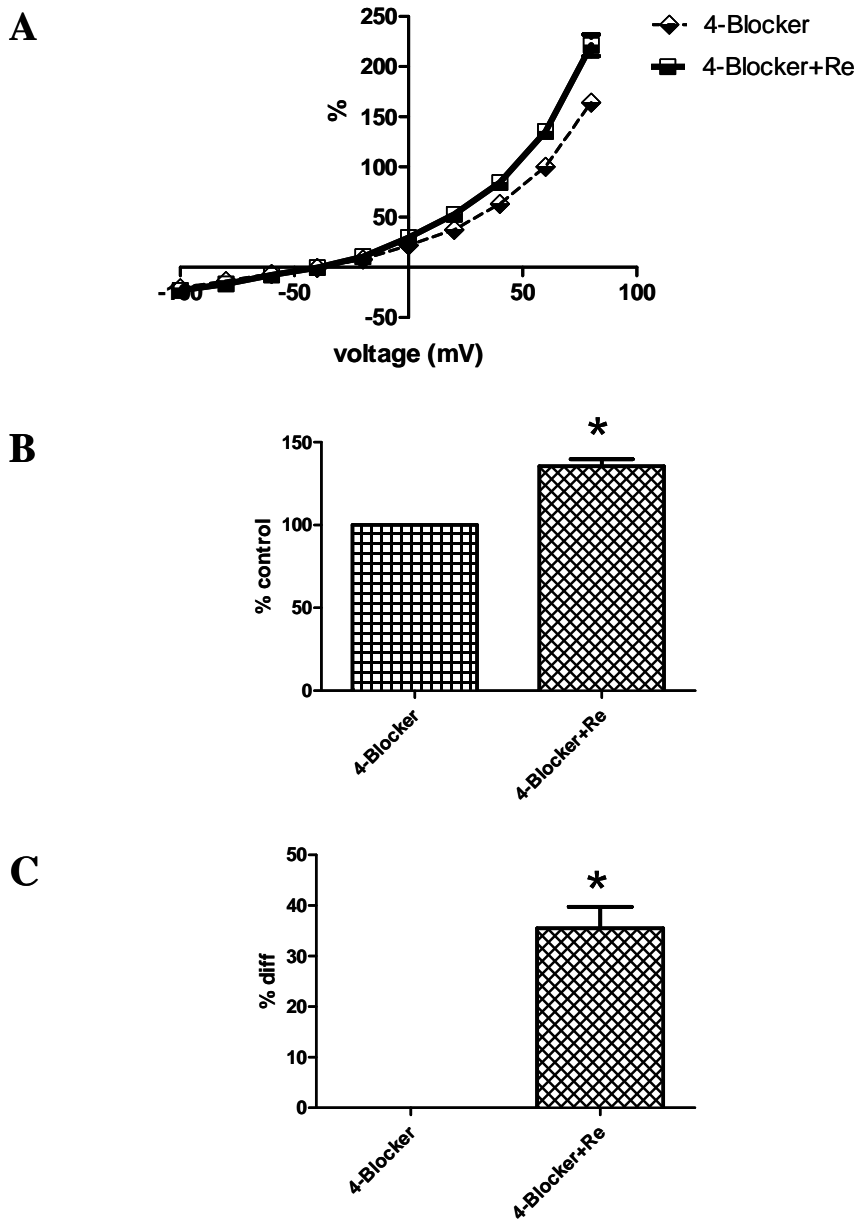 A
250
200
150
100
50
-50
%
-100
-50
50
100
voltage (mV)
4-Blocker
4-Blocker+Re
B
150
100
50
0
% control
*
4-Blocker
4-Blocker+Re
C
50
40
30
20
10
0
% diff
*
4-Blocker
4-Blocker+Re